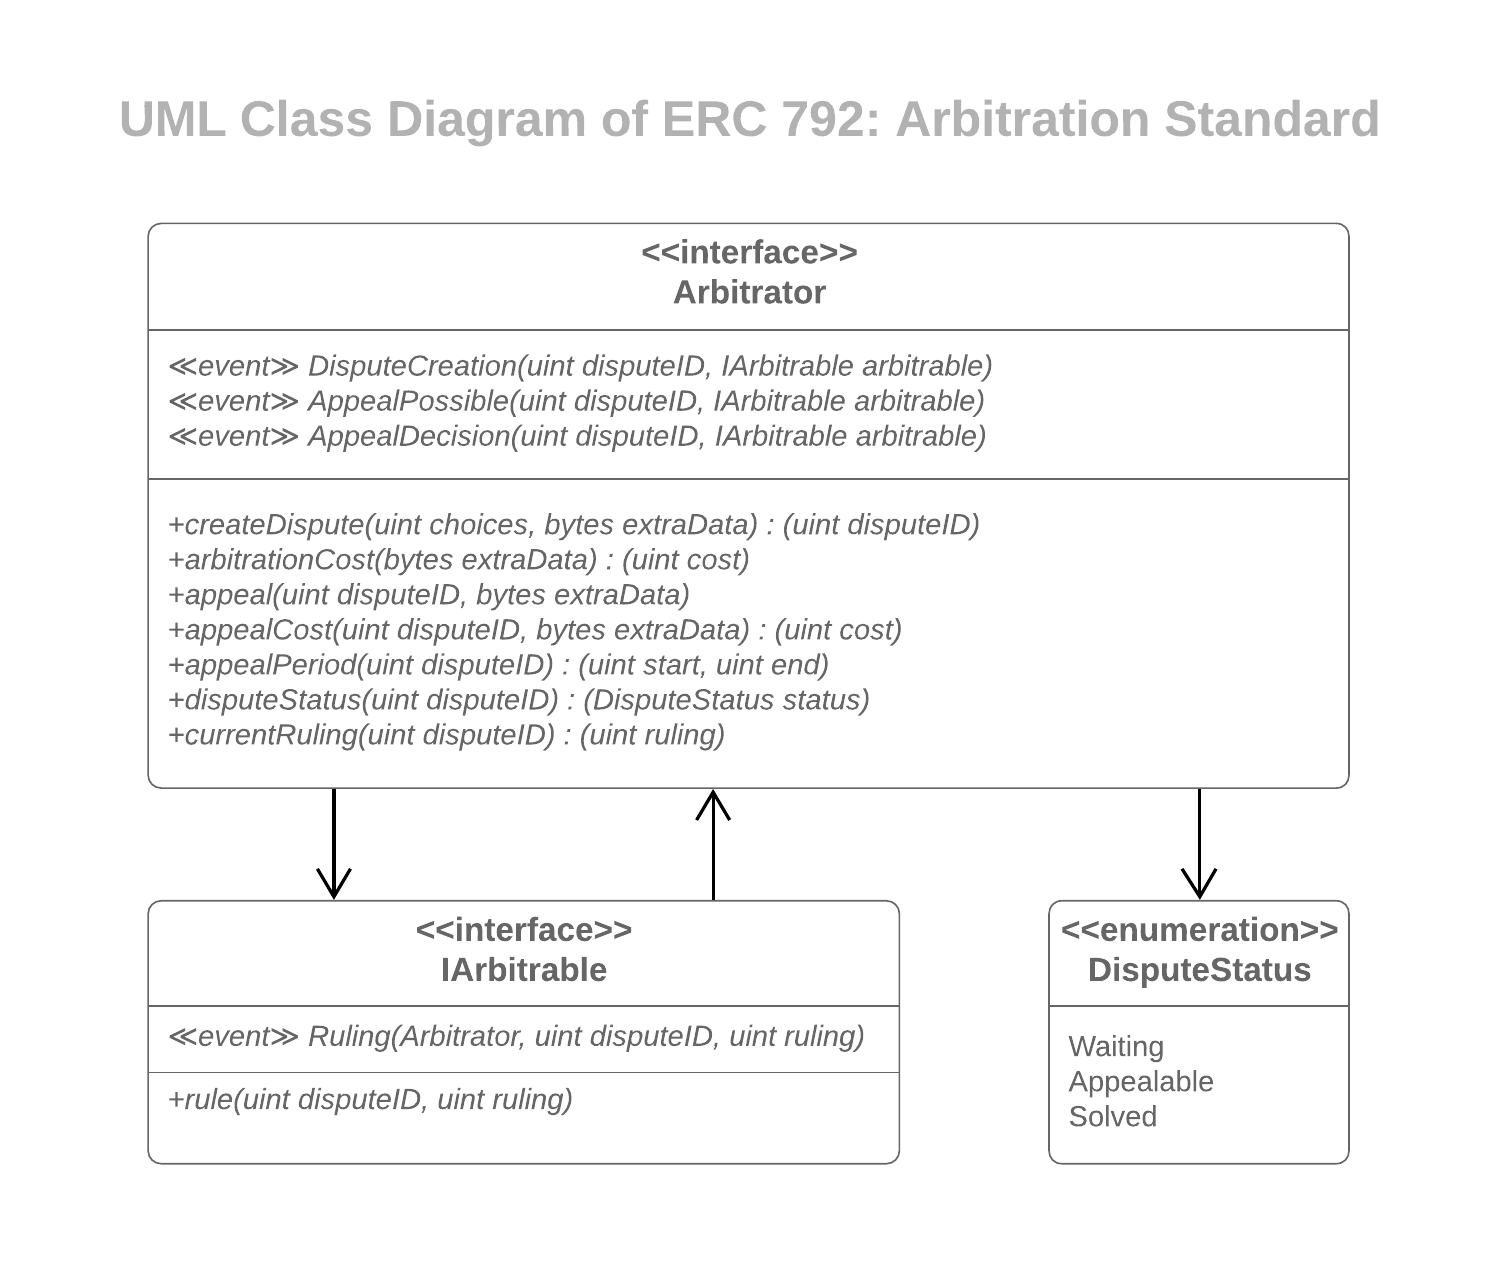 UML Class Diagram of ERC 792: Arbitration Standard
<<interface>>
Arbitrator
≪event≫ DisputeCreation(uint disputeID, IArbitrable arbitrable)
≪event≫ AppealPossible(uint disputeID, IArbitrable arbitrable)
≪event≫ AppealDecision(uint disputeID, IArbitrable arbitrable)
+createDispute(uint choices, bytes extraData) : (uint disputeID)
+arbitrationCost(bytes extraData) : (uint cost)
+appeal(uint disputeID, bytes extraData)
+appealCost(uint disputeID, bytes extraData) : (uint cost)
+appealPeriod(uint disputeID) : (uint start, uint end)
+disputeStatus(uint disputeID) : (DisputeStatus status)
+currentRuling(uint disputeID) : (uint ruling)
<<interface>>
IArbitrable
≪event≫ Ruling(Arbitrator, uint disputeID, uint ruling)
+rule(uint disputeID, uint ruling)
<<enumeration>>
DisputeStatus
Waiting
Appealable
Solved